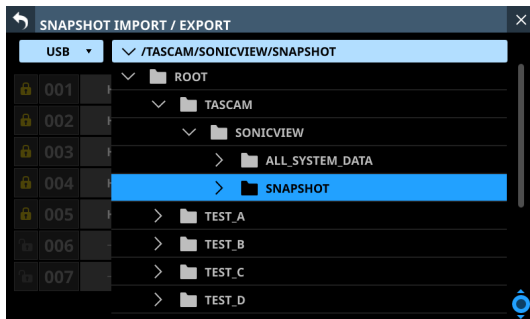 SNAPSHOT IMPORT / EXPORT
USB /TASCAM/SONICVIEW/SNAPSHOT
ROOT
001
TASCAM
002
SONICVIEW
003
ALL_SYSTEM_DATA
004
SNAPSHOT
005
TEST_A
006
TEST_B
007
TEST_C
TEST_D